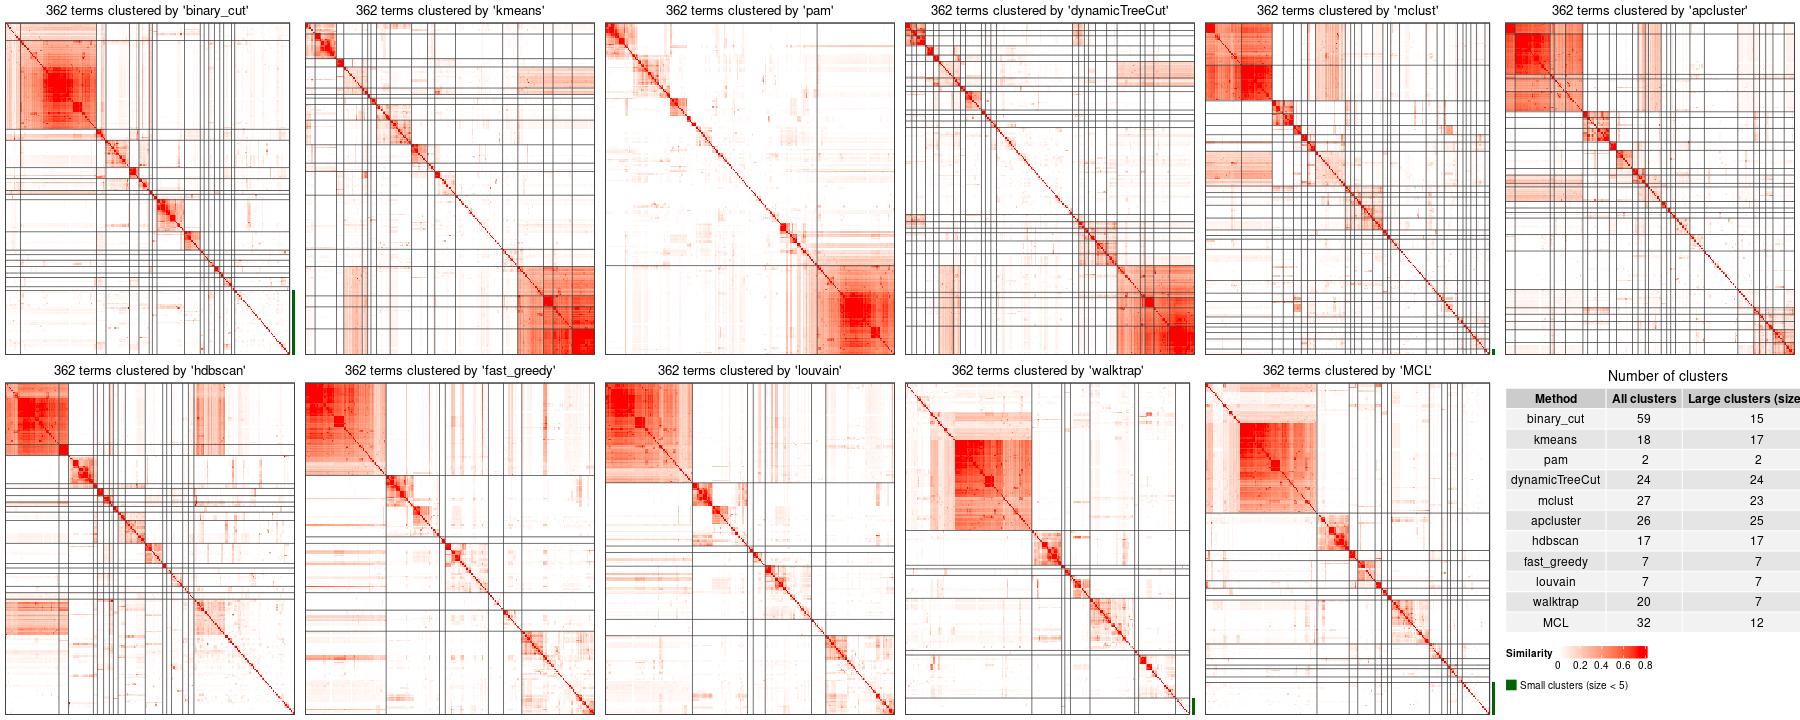 362 terms clustered by 'binary_cut'
362 terms clustered by 'kmeans'
362 terms clustered by 'pam'
362 terms clustered by 'dynamicTreeCut'
362 terms clustered by 'mclust'
362 terms clustered by 'apcluster'
362 terms clustered by 'hdbscan'
362 terms clustered by 'fast_greedy'
362 terms clustered by 'louvain'
362 terms clustered by 'walktrap'
362 terms clustered by 'MCL'
Number of clusters
Method All clusters Large clusters (size
binary_cut 59 15
kmeans 18 17
pam 2 2
dynamicTreeCut 24 24
mclust 27 23
apcluster 26 25
hdbscan 17 17
fast_greedy 7 7
louvain 7 7
walktrap 20 7
MCL 32 12
Similarity
0 0.2 0.4 0.6 0.8
Small clusters (size < 5)